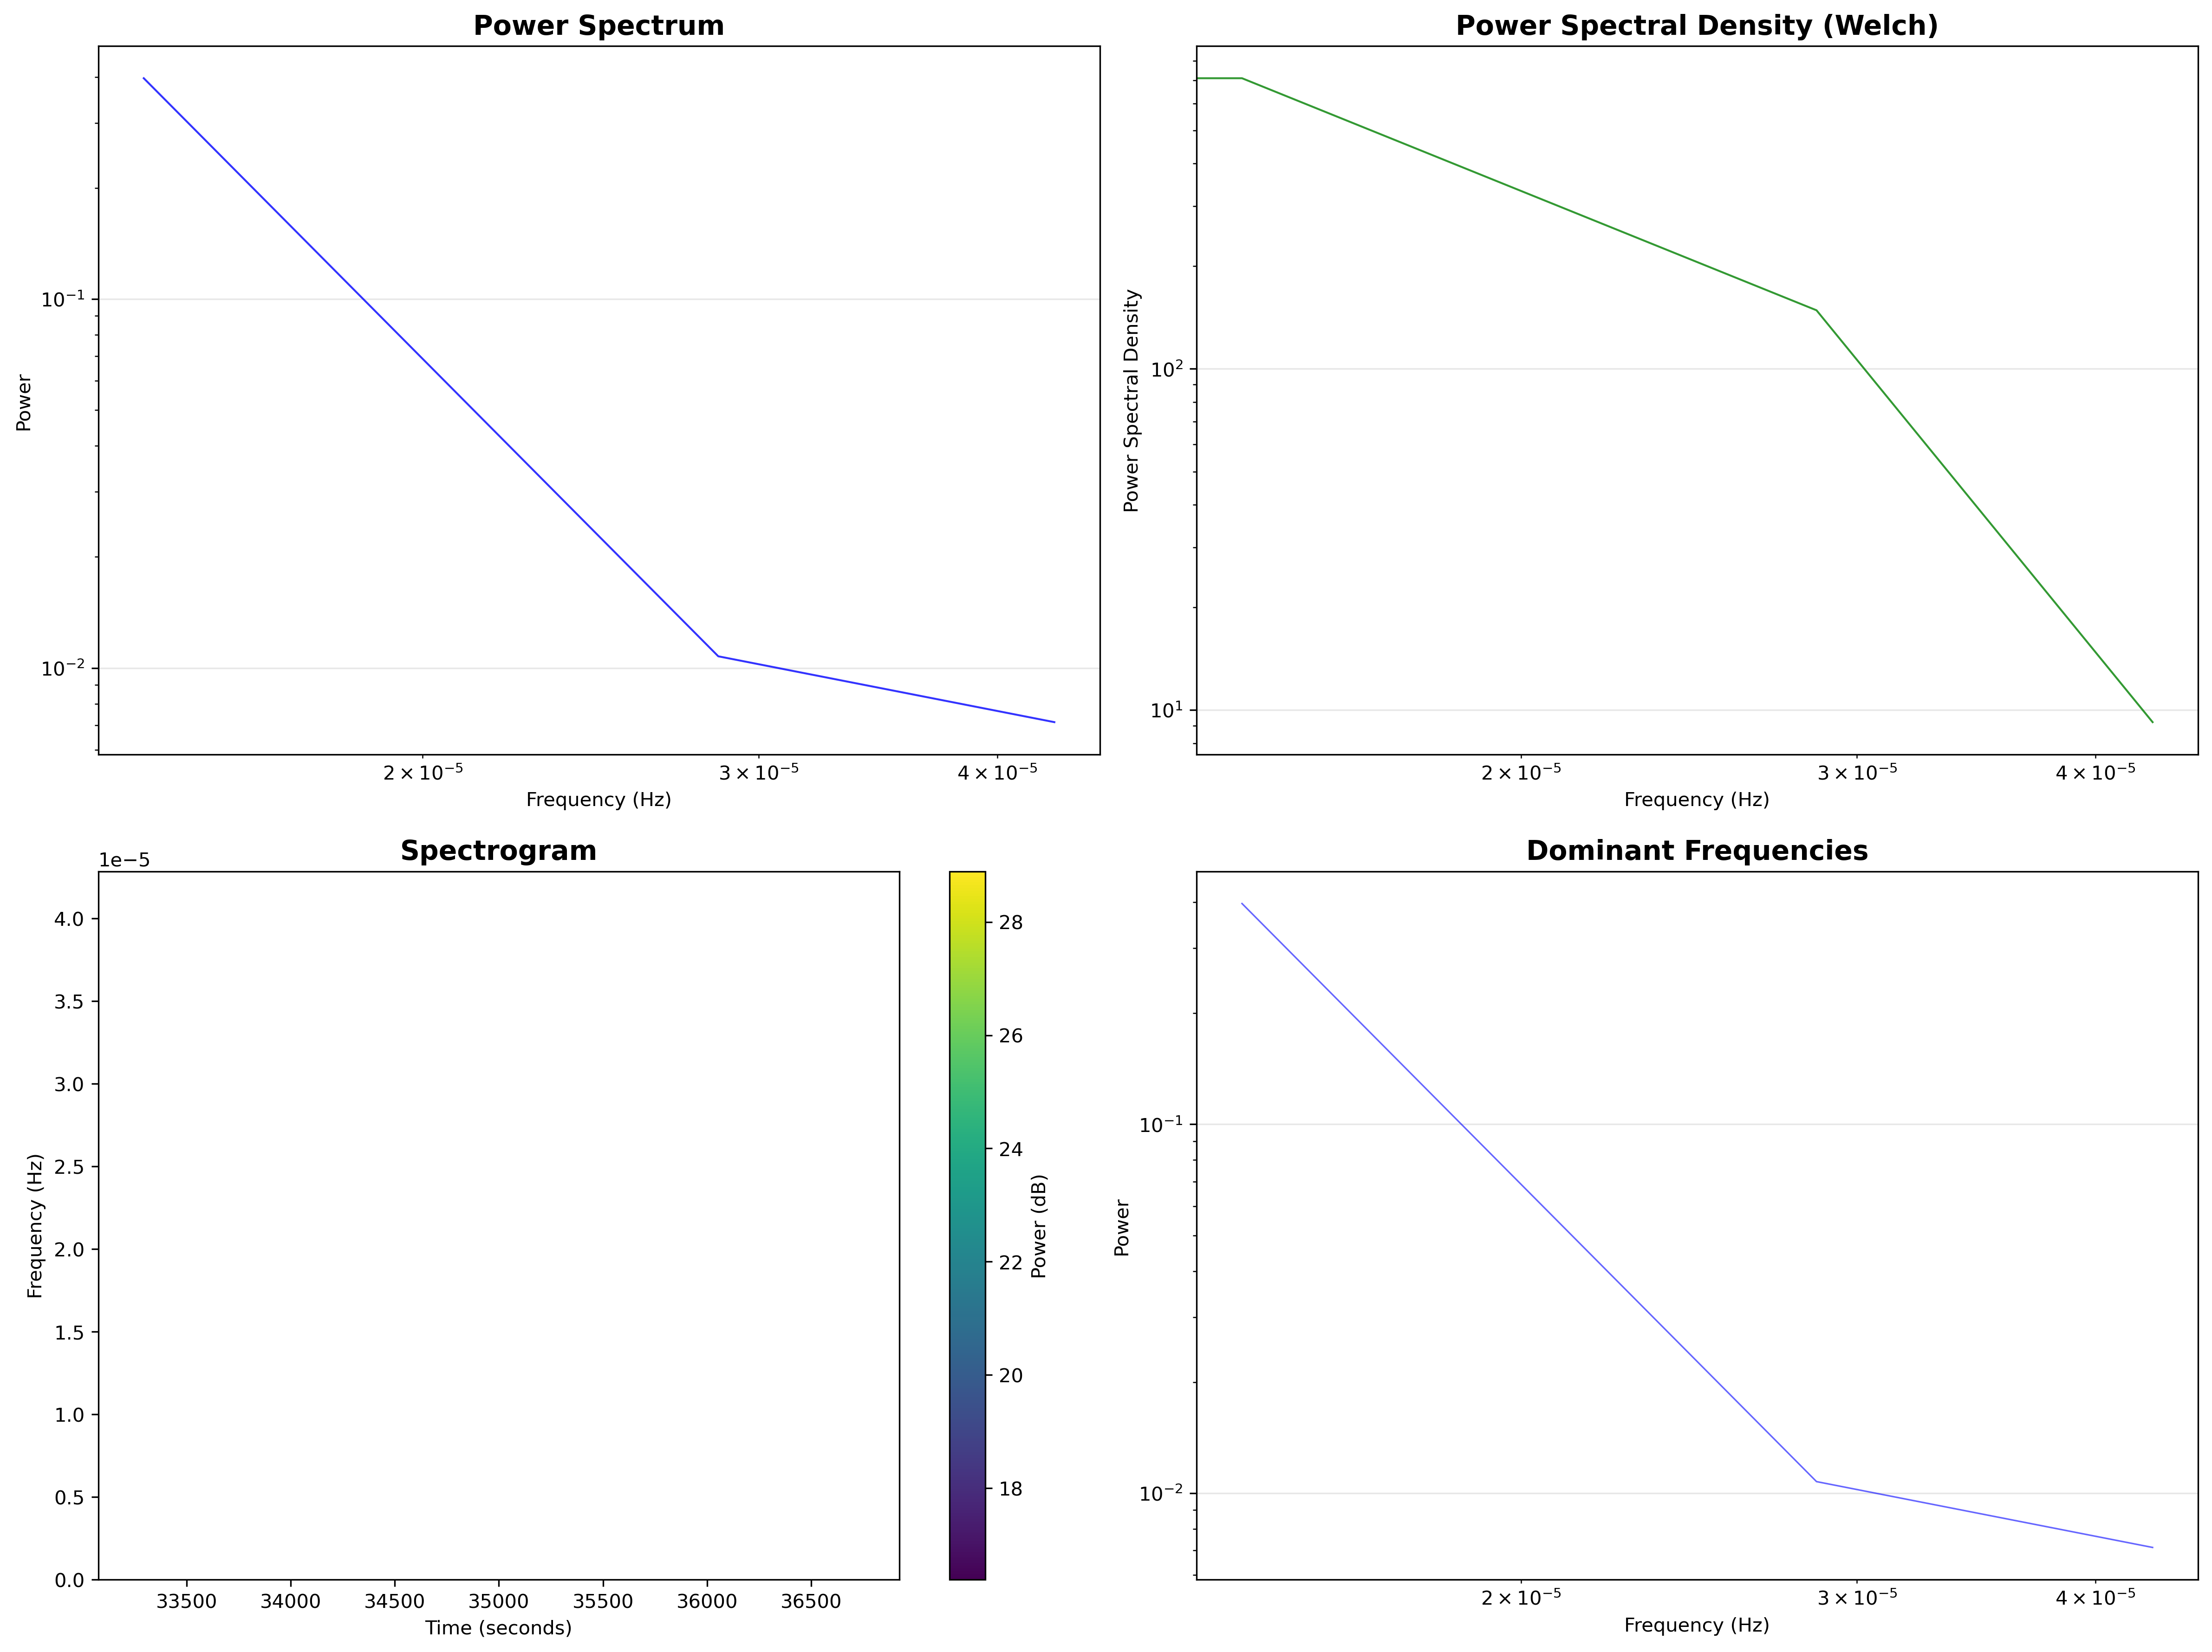 Power Spectrum
Power
10⁻¹
10⁻²
2 × 10⁻⁵ 3 × 10⁻⁵ 4 × 10⁻⁵
Frequency (Hz)
Power Spectral Density (Welch)
Power Spectral Density
10²
10¹
2 × 10⁻⁵ 3 × 10⁻⁵ 4 × 10⁻⁵
Frequency (Hz)
Spectrogram
1e−5
Frequency (Hz)
4.0
3.5
3.0
2.5
2.0
1.5
1.0
0.5
0.0
33500 34000 34500 35000 35500 36000 36500
Time (seconds)
28
26
24
22
20
18
Power (dB)
Dominant Frequencies
Power
10⁻¹
10⁻²
2 × 10⁻⁵ 3 × 10⁻⁵ 4 × 10⁻⁵
Frequency (Hz)